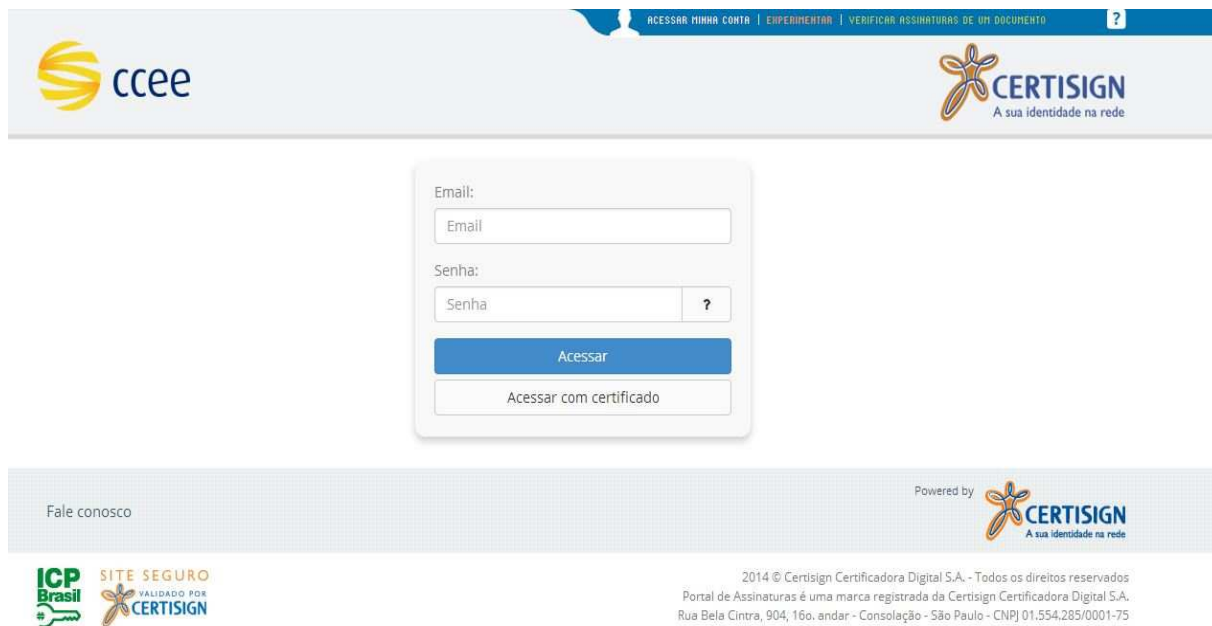 ACESSAR MINHA CONTA | EXPERIMENTAR | VERIFICAR ASSINATURAS DE UM DOCUMENTO ?
ccee
CERTISIGN
A sua identidade na rede
Email:
Email
Senha:
Senha ?
Acessar
Acessar com certificado
Fale conosco
Powered by
CERTISIGN
A sua identidade na rede
ICP
Brasil
SITE SEGURO
VALIDADO POR
CERTISIGN
2014 © Certisign Certificadora Digital S.A. - Todos os direitos reservados
Portal de Assinaturas é uma marca registrada da Certisign Certificadora Digital S.A.
Rua Bela Cintra, 904, 16o. andar - Consolação - São Paulo - CNPJ 01.554.285/0001-75